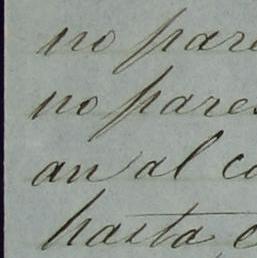 no pare
no pares
an al co
hasta e